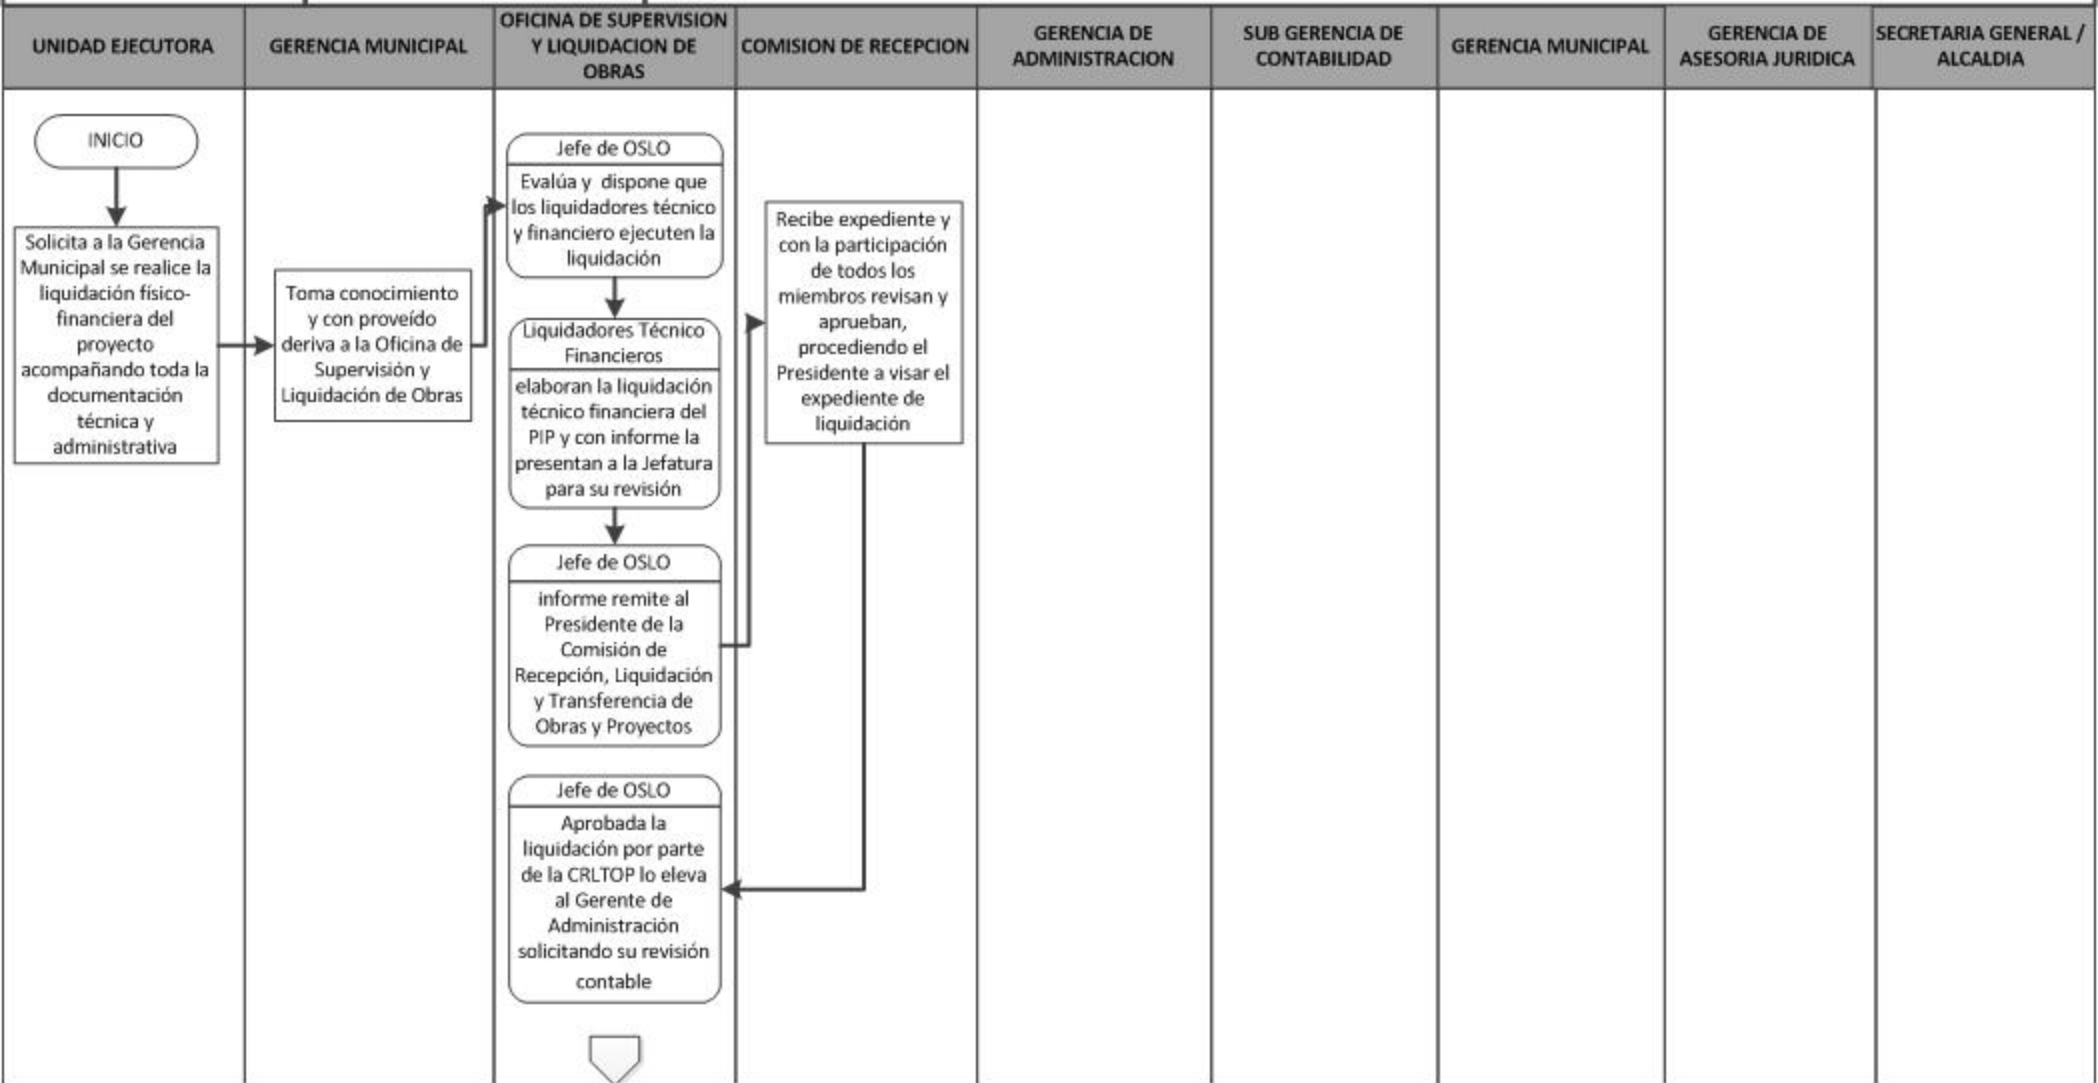 UNIDAD EJECUTORA
GERENCIA MUNICIPAL
OFICINA DE SUPERVISION
Y LIQUIDACION DE
OBRAS
COMISION DE RECEPCION
GERENCIA DE
ADMINISTRACION
SUB GERENCIA DE
CONTABILIDAD
GERENCIA MUNICIPAL
GERENCIA DE
ASESORIA JURIDICA
SECRETARIA GENERAL /
ALCALDIA
INICIO
Solicita a la Gerencia
Municipal se realice la
liquidación físico-
financiera del
proyecto
acompañando toda la
documentación
técnica y
administrativa
Toma conocimiento
y con proveído
deriva a la Oficina de
Supervisión y
Liquidación de Obras
Jefe de OSLO
Evalúa y dispone que
los liquidadores técnico
y financiero ejecuten la
liquidación
Liquidadores Técnico
Financieros
elaboran la liquidación
técnico financiera del
PIP y con informe la
presentan a la Jefatura
para su revisión
Jefe de OSLO
informe remite al
Presidente de la
Comisión de
Recepción, Liquidación
y Transferencia de
Obras y Proyectos
Recibe expediente y
con la participación
de todos los
miembros revisan y
aprueban,
procediendo el
Presidente a visar el
expediente de
liquidación
Jefe de OSLO
Aprobada la
liquidación por parte
de la CRLTOP lo eleva
al Gerente de
Administración
solicitando su revisión
contable